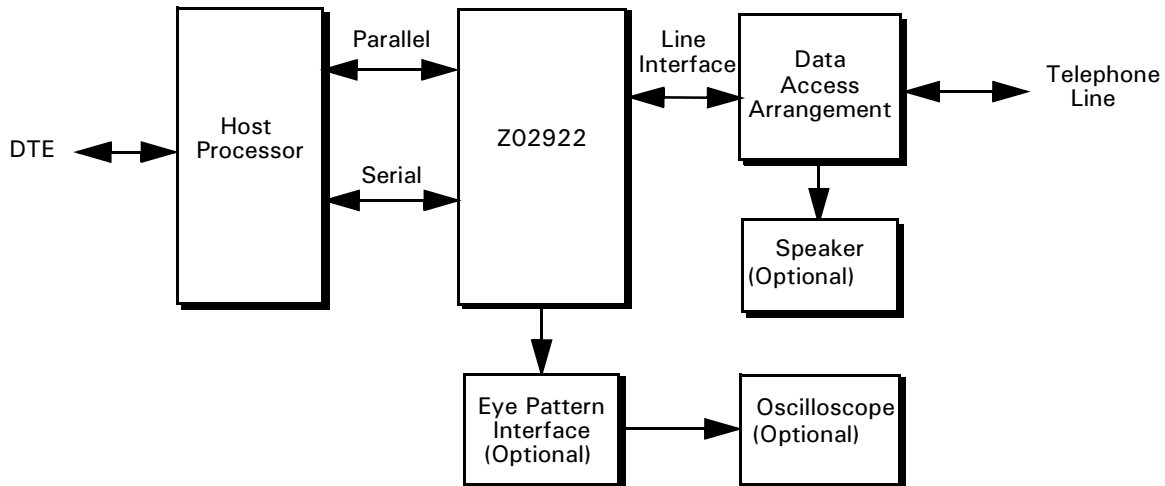 DTE
Host
Processor
Parallel
Serial
Z02922
Line
Interface
Data
Access
Arrangement
Telephone
Line
Speaker
(Optional)
Eye Pattern
Interface
(Optional)
Oscilloscope
(Optional)